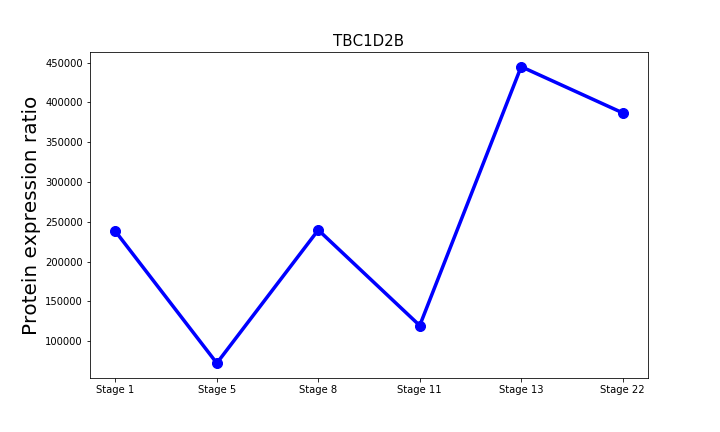 TBC1D2B
Protein expression ratio
450000
400000
350000
300000
250000
200000
150000
100000
Stage 1 Stage 5 Stage 8 Stage 11 Stage 13 Stage 22